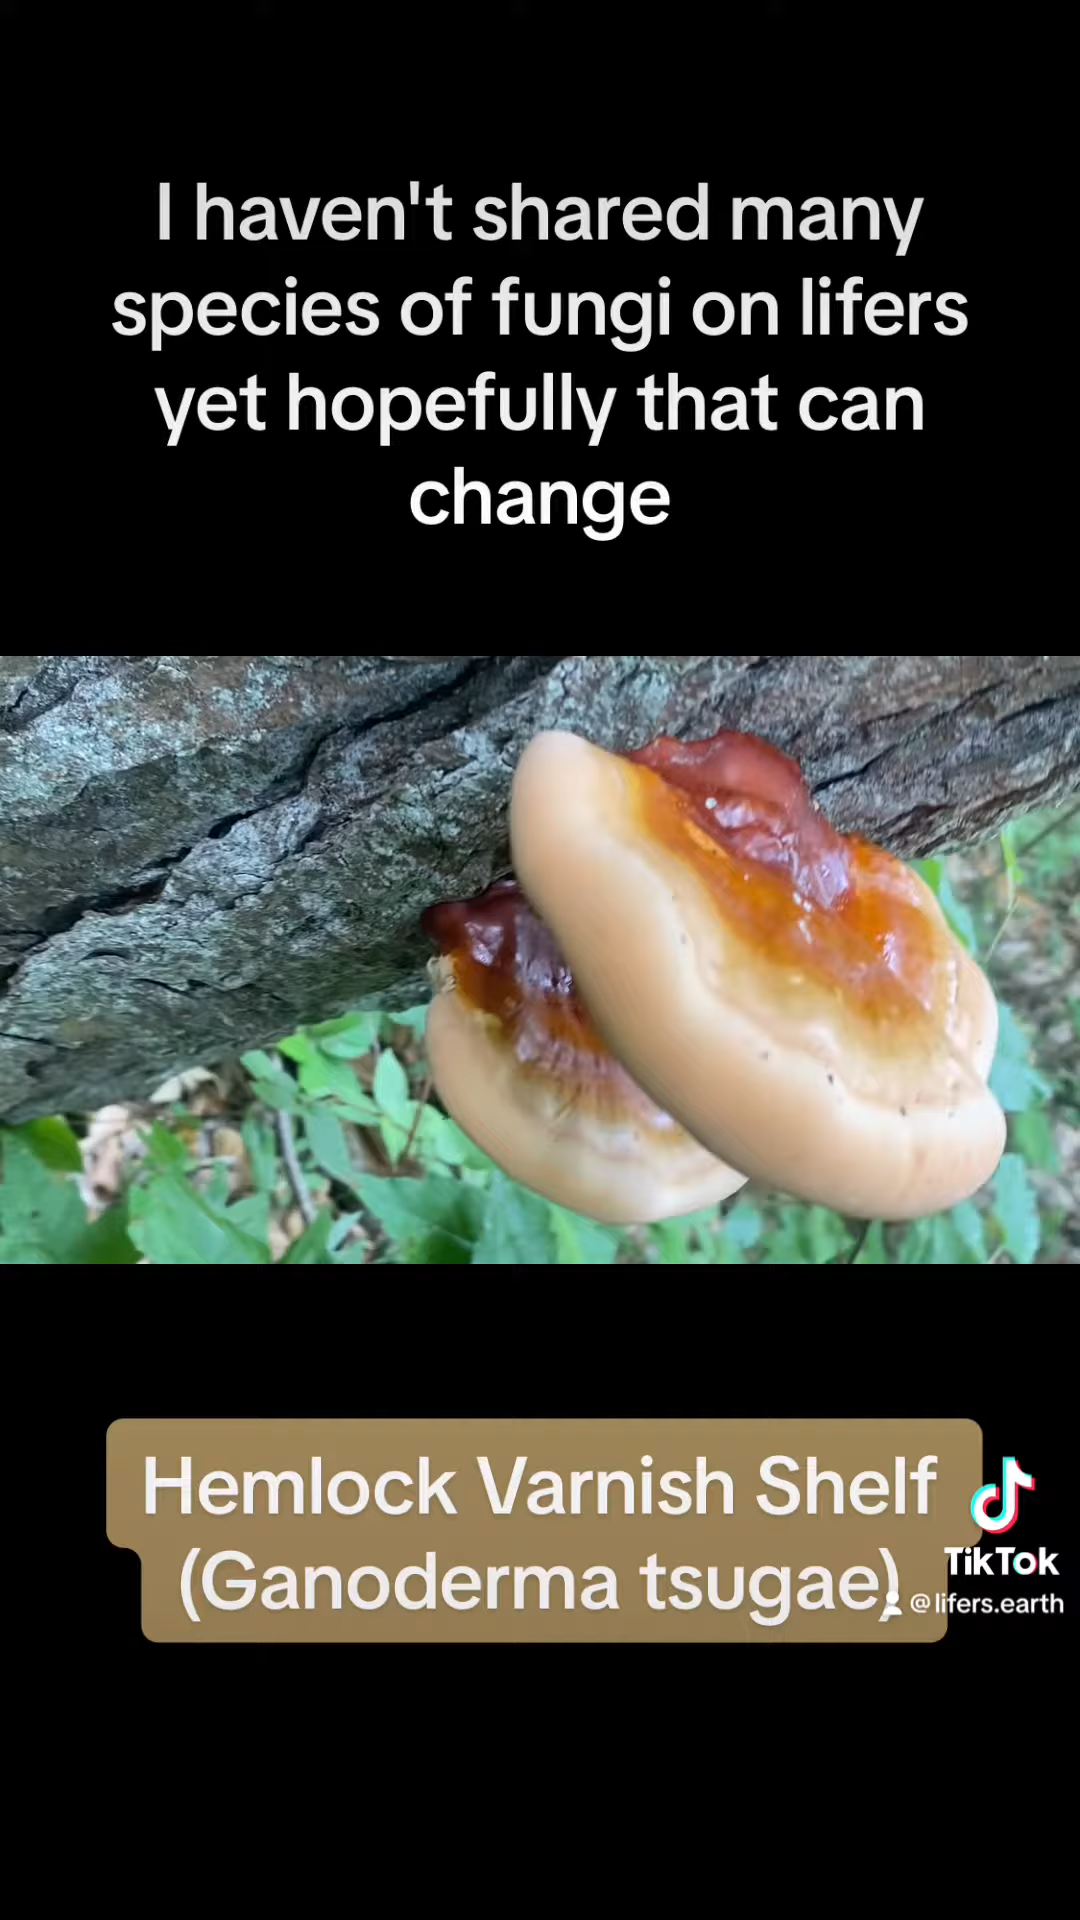 I haven't shared many
species of fungi on lifers
yet hopefully that can
change
Hemlock Varnish Shelf
(Ganoderma tsugae)
TikTok
@lifers.earth